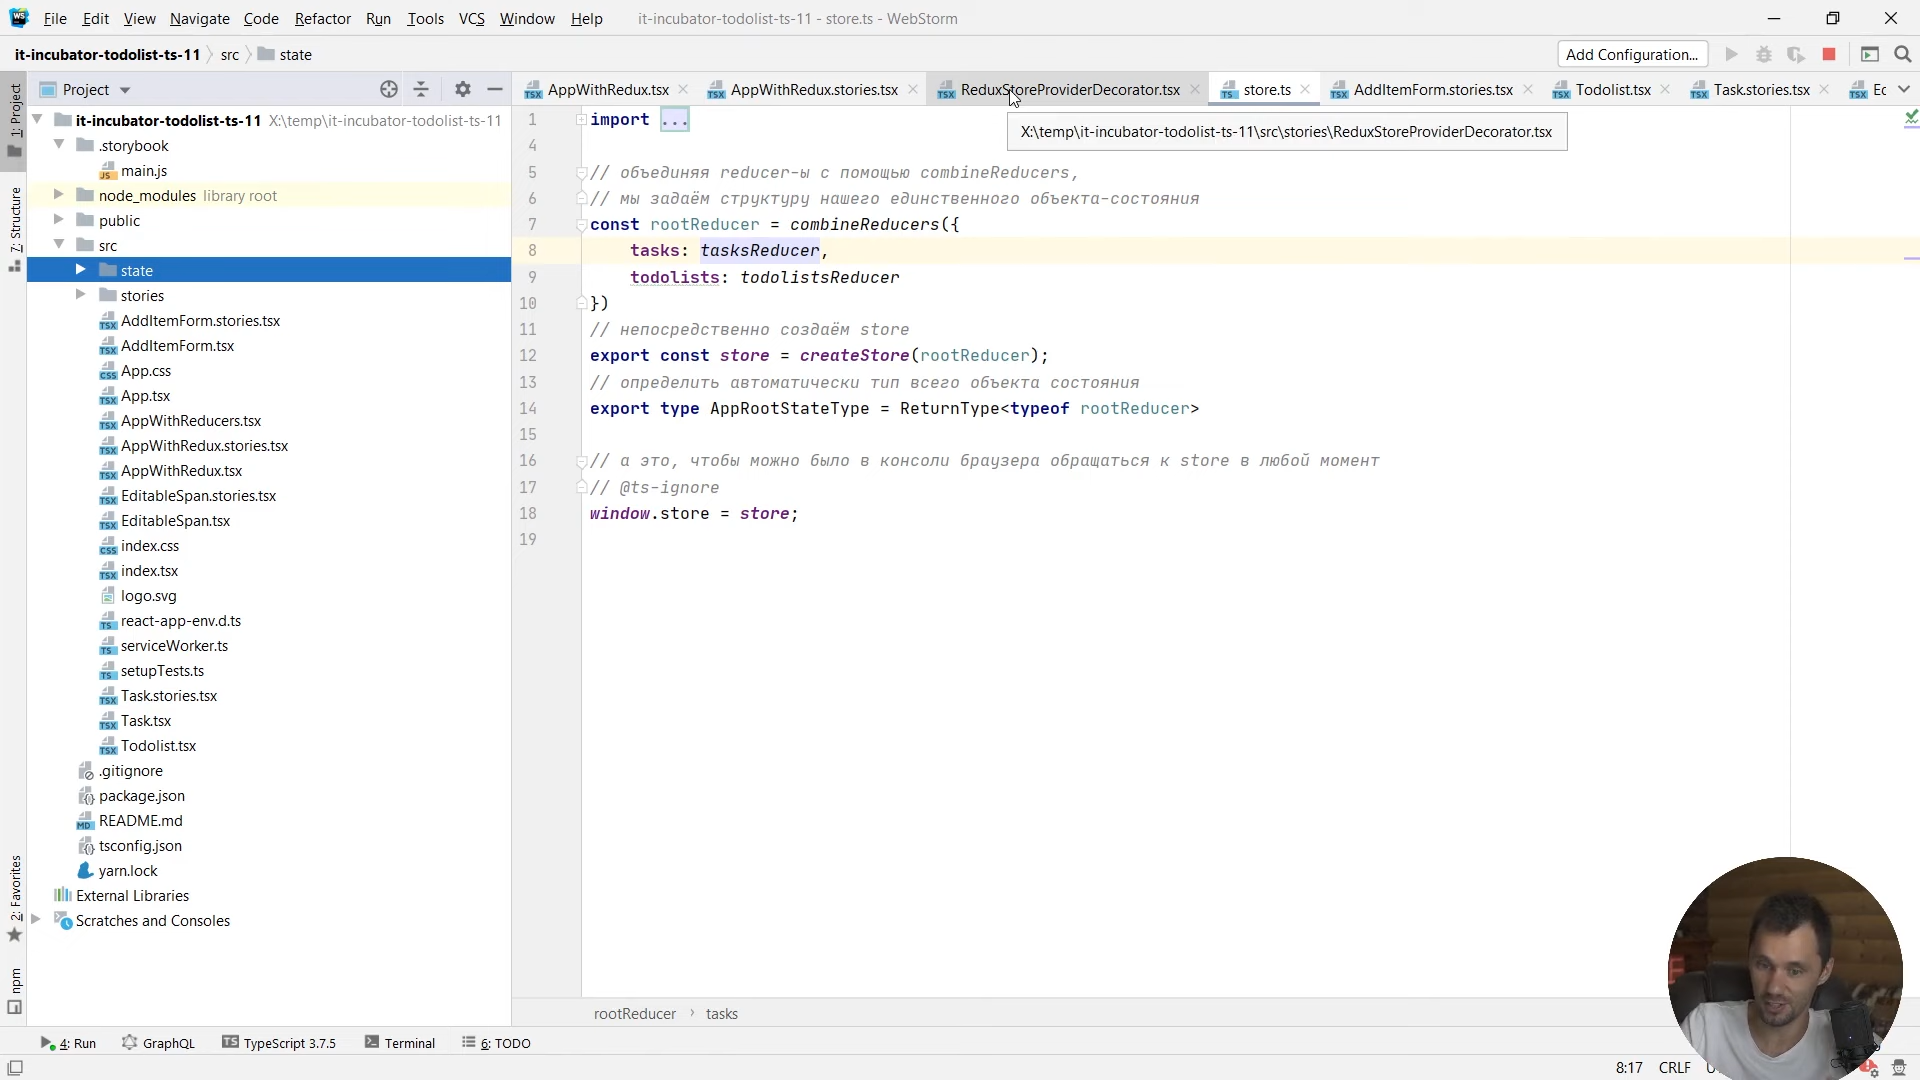 File Edit View Navigate Code Refactor Run Tools VCS Window Help it-incubator-todolist-ts-11 - store.ts - WebStorm
it-incubator-todolist-ts-11 src state Add Configuration...
Project
AppWithRedux.tsx AppWithRedux.stories.tsx ReduxStoreProviderDecorator.tsx store.ts AddItemForm.stories.tsx Todolist.tsx Task.stories.tsx Ec
X:\temp\it-incubator-todolist-ts-11\src\stories\ReduxStoreProviderDecorator.tsx
1: Project
7: Structure
2: Favorites
npm
it-incubator-todolist-ts-11 X:\temp\it-incubator-todolist-ts-11
.storybook
main.js
node_modules library root
public
src
state
stories
AddItemForm.stories.tsx
AddItemForm.tsx
App.css
App.tsx
AppWithReducers.tsx
AppWithRedux.stories.tsx
AppWithRedux.tsx
EditableSpan.stories.tsx
EditableSpan.tsx
index.css
index.tsx
logo.svg
react-app-env.d.ts
serviceWorker.ts
setupTests.ts
Task.stories.tsx
Task.tsx
Todolist.tsx
.gitignore
package.json
README.md
tsconfig.json
yarn.lock
External Libraries
Scratches and Consoles
1 import ...
4
5 // объединяя reducer-ы с помощью combineReducers,
6 // мы задаём структуру нашего единственного объекта-состояния
7 const rootReducer = combineReducers({
8 tasks: tasksReducer,
9 todolists: todolistsReducer
10 })
11 // непосредственно создаём store
12 export const store = createStore(rootReducer);
13 // определить автоматически тип всего объекта состояния
14 export type AppRootStateType = ReturnType<typeof rootReducer>
15
16 // а это, чтобы можно было в консоли браузера обращаться к store в любой момент
17 // @ts-ignore
18 window.store = store;
19
rootReducer tasks
4: Run GraphQL TypeScript 3.7.5 Terminal 6: TODO
8:17 CRLF